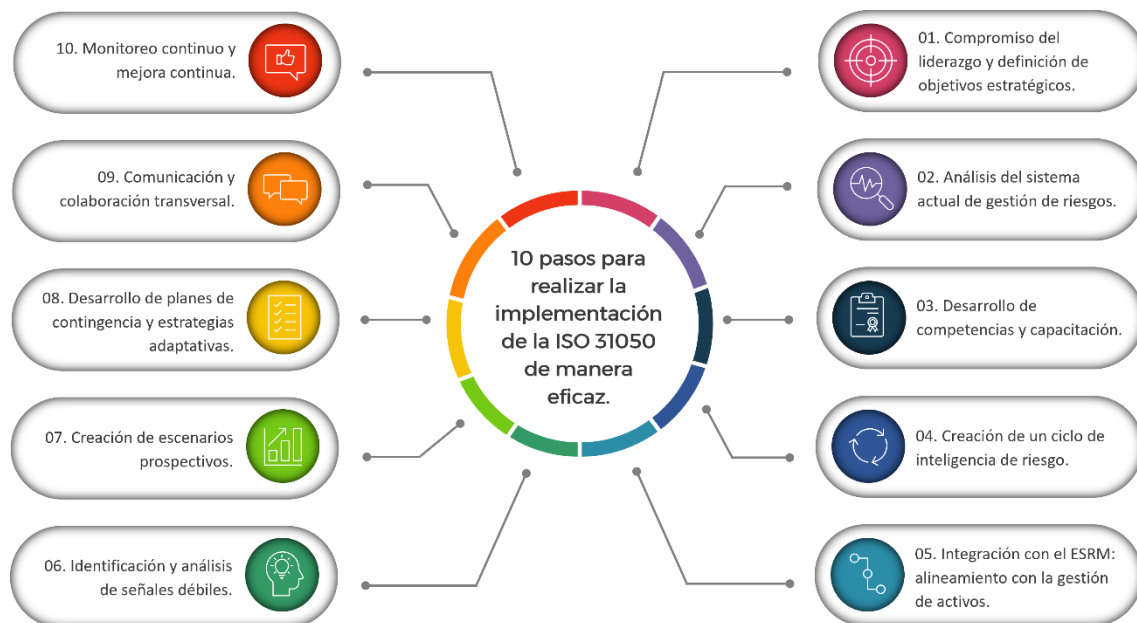 10. Monitoreo continuo y
mejora continua.
09. Comunicación y
colaboración transversal.
08. Desarrollo de planes de
contingencia y estrategias
adaptativas.
07. Creación de escenarios
prospectivos.
06. Identificación y análisis
de señales débiles.
10 pasos para
realizar la
implementación
de la ISO 31050
de manera
eficaz.
01. Compromiso del
liderazgo y definición de
objetivos estratégicos.
02. Análisis del sistema
actual de gestión de riesgos.
03. Desarrollo de
competencias y capacitación.
04. Creación de un ciclo de
inteligencia de riesgo.
05. Integración con el ESRM:
alineamiento con la gestión
de activos.